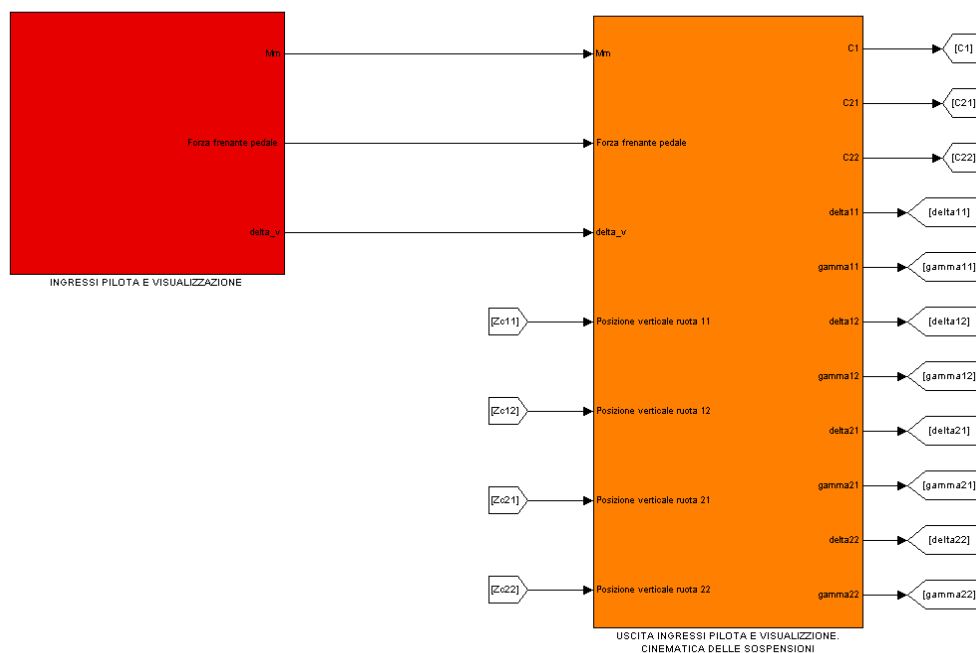 Mm
Forza frenante pedale
delta_v
INGRESSI PILOTA E VISUALIZZAZIONE
[Zc11]
[Zc12]
[Zc21]
[Zc22]
Mm
Forza frenante pedale
delta_v
Posizione verticale ruota 11
Posizione verticale ruota 12
Posizione verticale ruota 21
Posizione verticale ruota 22
C1
C21
C22
delta11
gamma11
delta12
gamma12
delta21
gamma21
delta22
gamma22
USCITA INGRESSI PILOTA E VISUALIZZIONE.
CINEMATICA DELLE SOSPENSIONI
[C1]
[C21]
[C22]
[delta11]
[gamma11]
[delta12]
[gamma12]
[delta21]
[gamma21]
[delta22]
[gamma22]